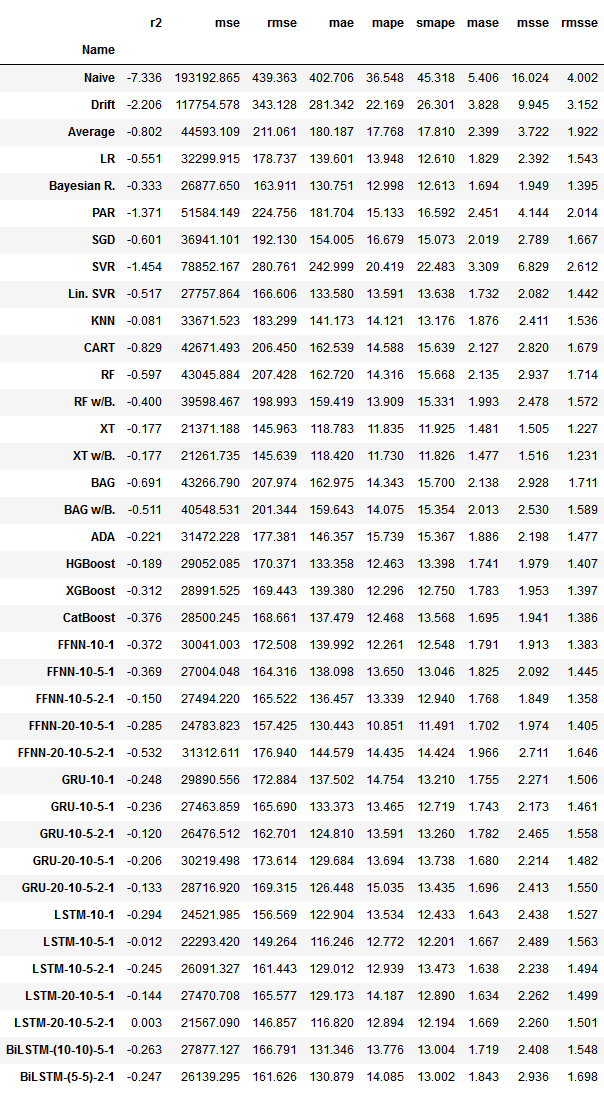 r2 mse rmse mae mape smape mase msse rmsse
Name
Naive -7.336 193192.865 439.363 402.706 36.548 45.318 5.406 16.024 4.002
Drift -2.206 117754.578 343.128 281.342 22.169 26.301 3.828 9.945 3.152
Average -0.802 44593.109 211.061 180.187 17.768 17.810 2.399 3.722 1.922
LR -0.551 32299.915 178.737 139.601 13.948 12.610 1.829 2.392 1.543
Bayesian R. -0.333 26877.650 163.911 130.751 12.998 12.613 1.694 1.949 1.395
PAR -1.371 51584.149 224.756 181.704 15.133 16.592 2.451 4.144 2.014
SGD -0.601 36941.101 192.130 154.005 16.679 15.073 2.019 2.789 1.667
SVR -1.454 78852.167 280.761 242.999 20.419 22.483 3.309 6.829 2.612
Lin. SVR -0.517 27757.864 166.606 133.580 13.591 13.638 1.732 2.082 1.442
KNN -0.081 33671.523 183.299 141.173 14.121 13.176 1.876 2.411 1.536
CART -0.829 42671.493 206.450 162.539 14.588 15.639 2.127 2.820 1.679
RF -0.597 43045.884 207.428 162.720 14.316 15.668 2.135 2.937 1.714
RF w/B. -0.400 39598.467 198.993 159.419 13.909 15.331 1.993 2.478 1.572
XT -0.177 21371.188 145.963 118.783 11.835 11.925 1.481 1.505 1.227
XT w/B. -0.177 21261.735 145.639 118.420 11.730 11.826 1.477 1.516 1.231
BAG -0.691 43266.790 207.974 162.975 14.343 15.700 2.138 2.928 1.711
BAG w/B. -0.511 40548.531 201.344 159.643 14.075 15.354 2.013 2.530 1.589
ADA -0.221 31472.228 177.381 146.357 15.739 15.367 1.886 2.198 1.477
HGBoost -0.189 29052.085 170.371 133.358 12.463 13.398 1.741 1.979 1.407
XGBoost -0.312 28991.525 169.443 139.380 12.296 12.750 1.783 1.953 1.397
CatBoost -0.376 28500.245 168.661 137.479 12.468 13.568 1.695 1.941 1.386
FFNN-10-1 -0.372 30041.003 172.508 139.992 12.261 12.548 1.791 1.913 1.383
FFNN-10-5-1 -0.369 27004.048 164.316 138.098 13.650 13.046 1.825 2.092 1.445
FFNN-10-5-2-1 -0.150 27494.220 165.522 136.457 13.339 12.940 1.768 1.849 1.358
FFNN-20-10-5-1 -0.285 24783.823 157.425 130.443 10.851 11.491 1.702 1.974 1.405
FFNN-20-10-5-2-1 -0.532 31312.611 176.940 144.579 14.435 14.424 1.966 2.711 1.646
GRU-10-1 -0.248 29890.556 172.884 137.502 14.754 13.210 1.755 2.271 1.506
GRU-10-5-1 -0.236 27463.859 165.690 133.373 13.465 12.719 1.743 2.173 1.461
GRU-10-5-2-1 -0.120 26476.512 162.701 124.810 13.591 13.260 1.782 2.465 1.558
GRU-20-10-5-1 -0.206 30219.498 173.614 129.684 13.694 13.738 1.680 2.214 1.482
GRU-20-10-5-2-1 -0.133 28716.920 169.315 126.448 15.035 13.435 1.696 2.413 1.550
LSTM-10-1 -0.294 24521.985 156.569 122.904 13.534 12.433 1.643 2.438 1.527
LSTM-10-5-1 -0.012 22293.420 149.264 116.246 12.772 12.201 1.667 2.489 1.563
LSTM-10-5-2-1 -0.245 26091.327 161.443 129.012 12.939 13.473 1.638 2.238 1.494
LSTM-20-10-5-1 -0.144 27470.708 165.577 129.173 14.187 12.890 1.634 2.262 1.499
LSTM-20-10-5-2-1 0.003 21567.090 146.857 116.820 12.894 12.194 1.669 2.260 1.501
BiLSTM-(10-10)-5-1 -0.263 27877.127 166.791 131.346 13.776 13.004 1.719 2.408 1.548
BiLSTM-(5-5)-2-1 -0.247 26139.295 161.626 130.879 14.085 13.002 1.843 2.936 1.698